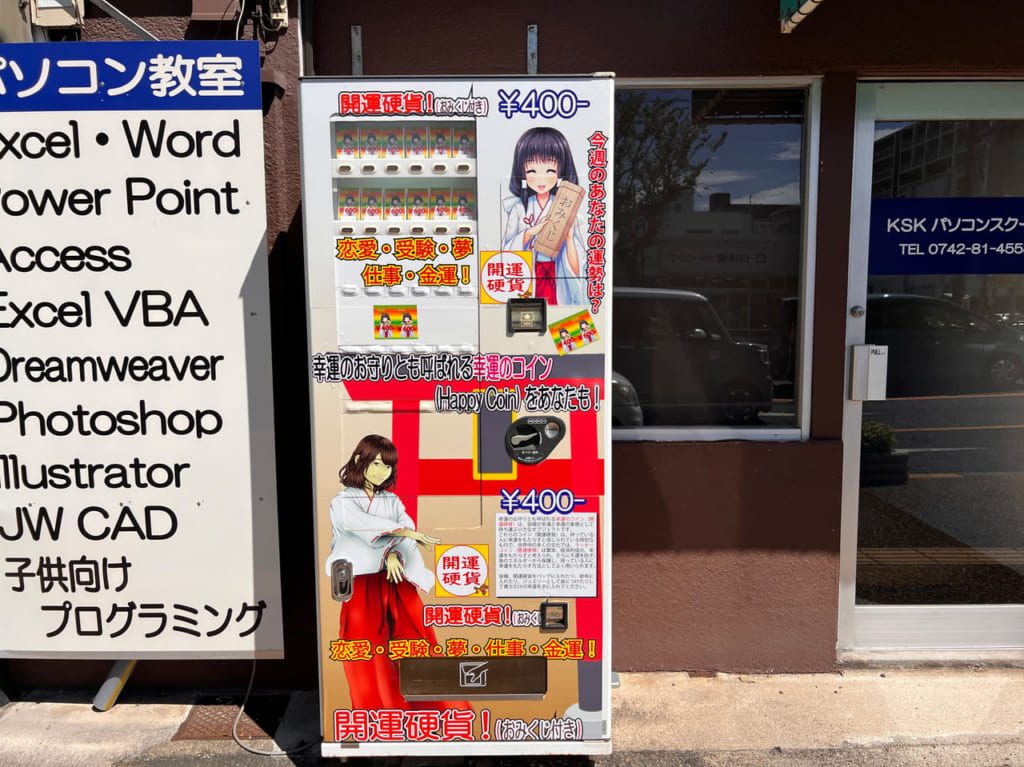 パソコン教室
Excel・Word
Power Point
Access
Excel VBA
Dreamweaver
Photoshop
Illustrator
JW CAD
子供向け
プログラミング
開運硬貨!(おみくじ付き) ¥400-
今週のあなたの運勢は?
おみくじ
恋愛・受験・夢
仕事・金運!
開運
硬貨
幸運のお守りとも呼ばれる幸運のコイン
(Happy Coin)をあなたも!
¥400-
開運
硬貨
開運硬貨!(おみく
恋愛・受験・夢・仕事・金運!
開運硬貨!(おみくじ付き)
KSK パソコンスクー
TEL 0742-81-455
PULL